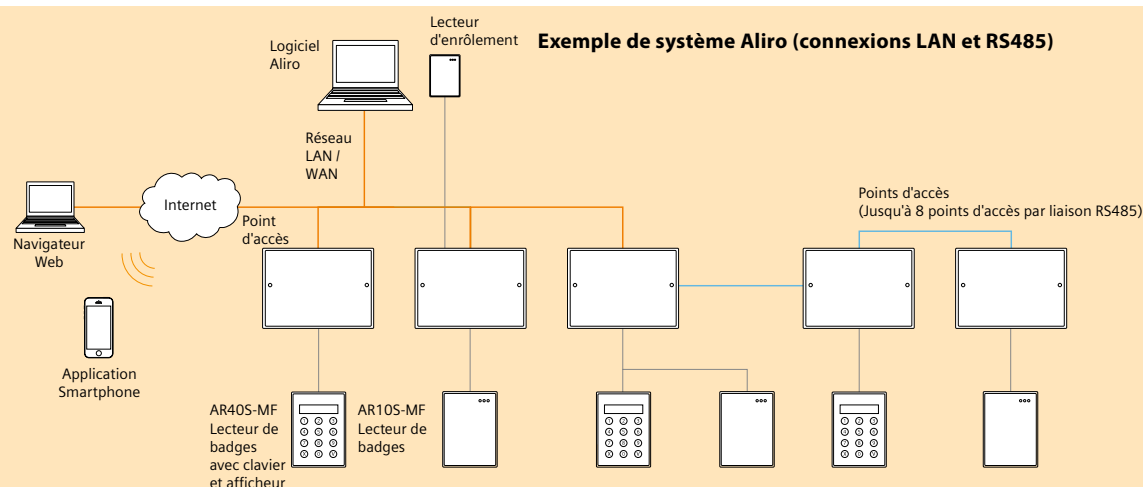 Lecteur
d'enrôlement
Exemple de système Aliro (connexions LAN et RS485)
Logiciel
Aliro
Réseau
LAN /
WAN
Internet
Point
d'accès
Points d'accès
(Jusqu'à 8 points d'accès par liaison RS485)
Navigateur
Web
Application
Smartphone
AR40S-MF
Lecteur de
badges
avec clavier
et afficheur
AR10S-MF
Lecteur de
badges